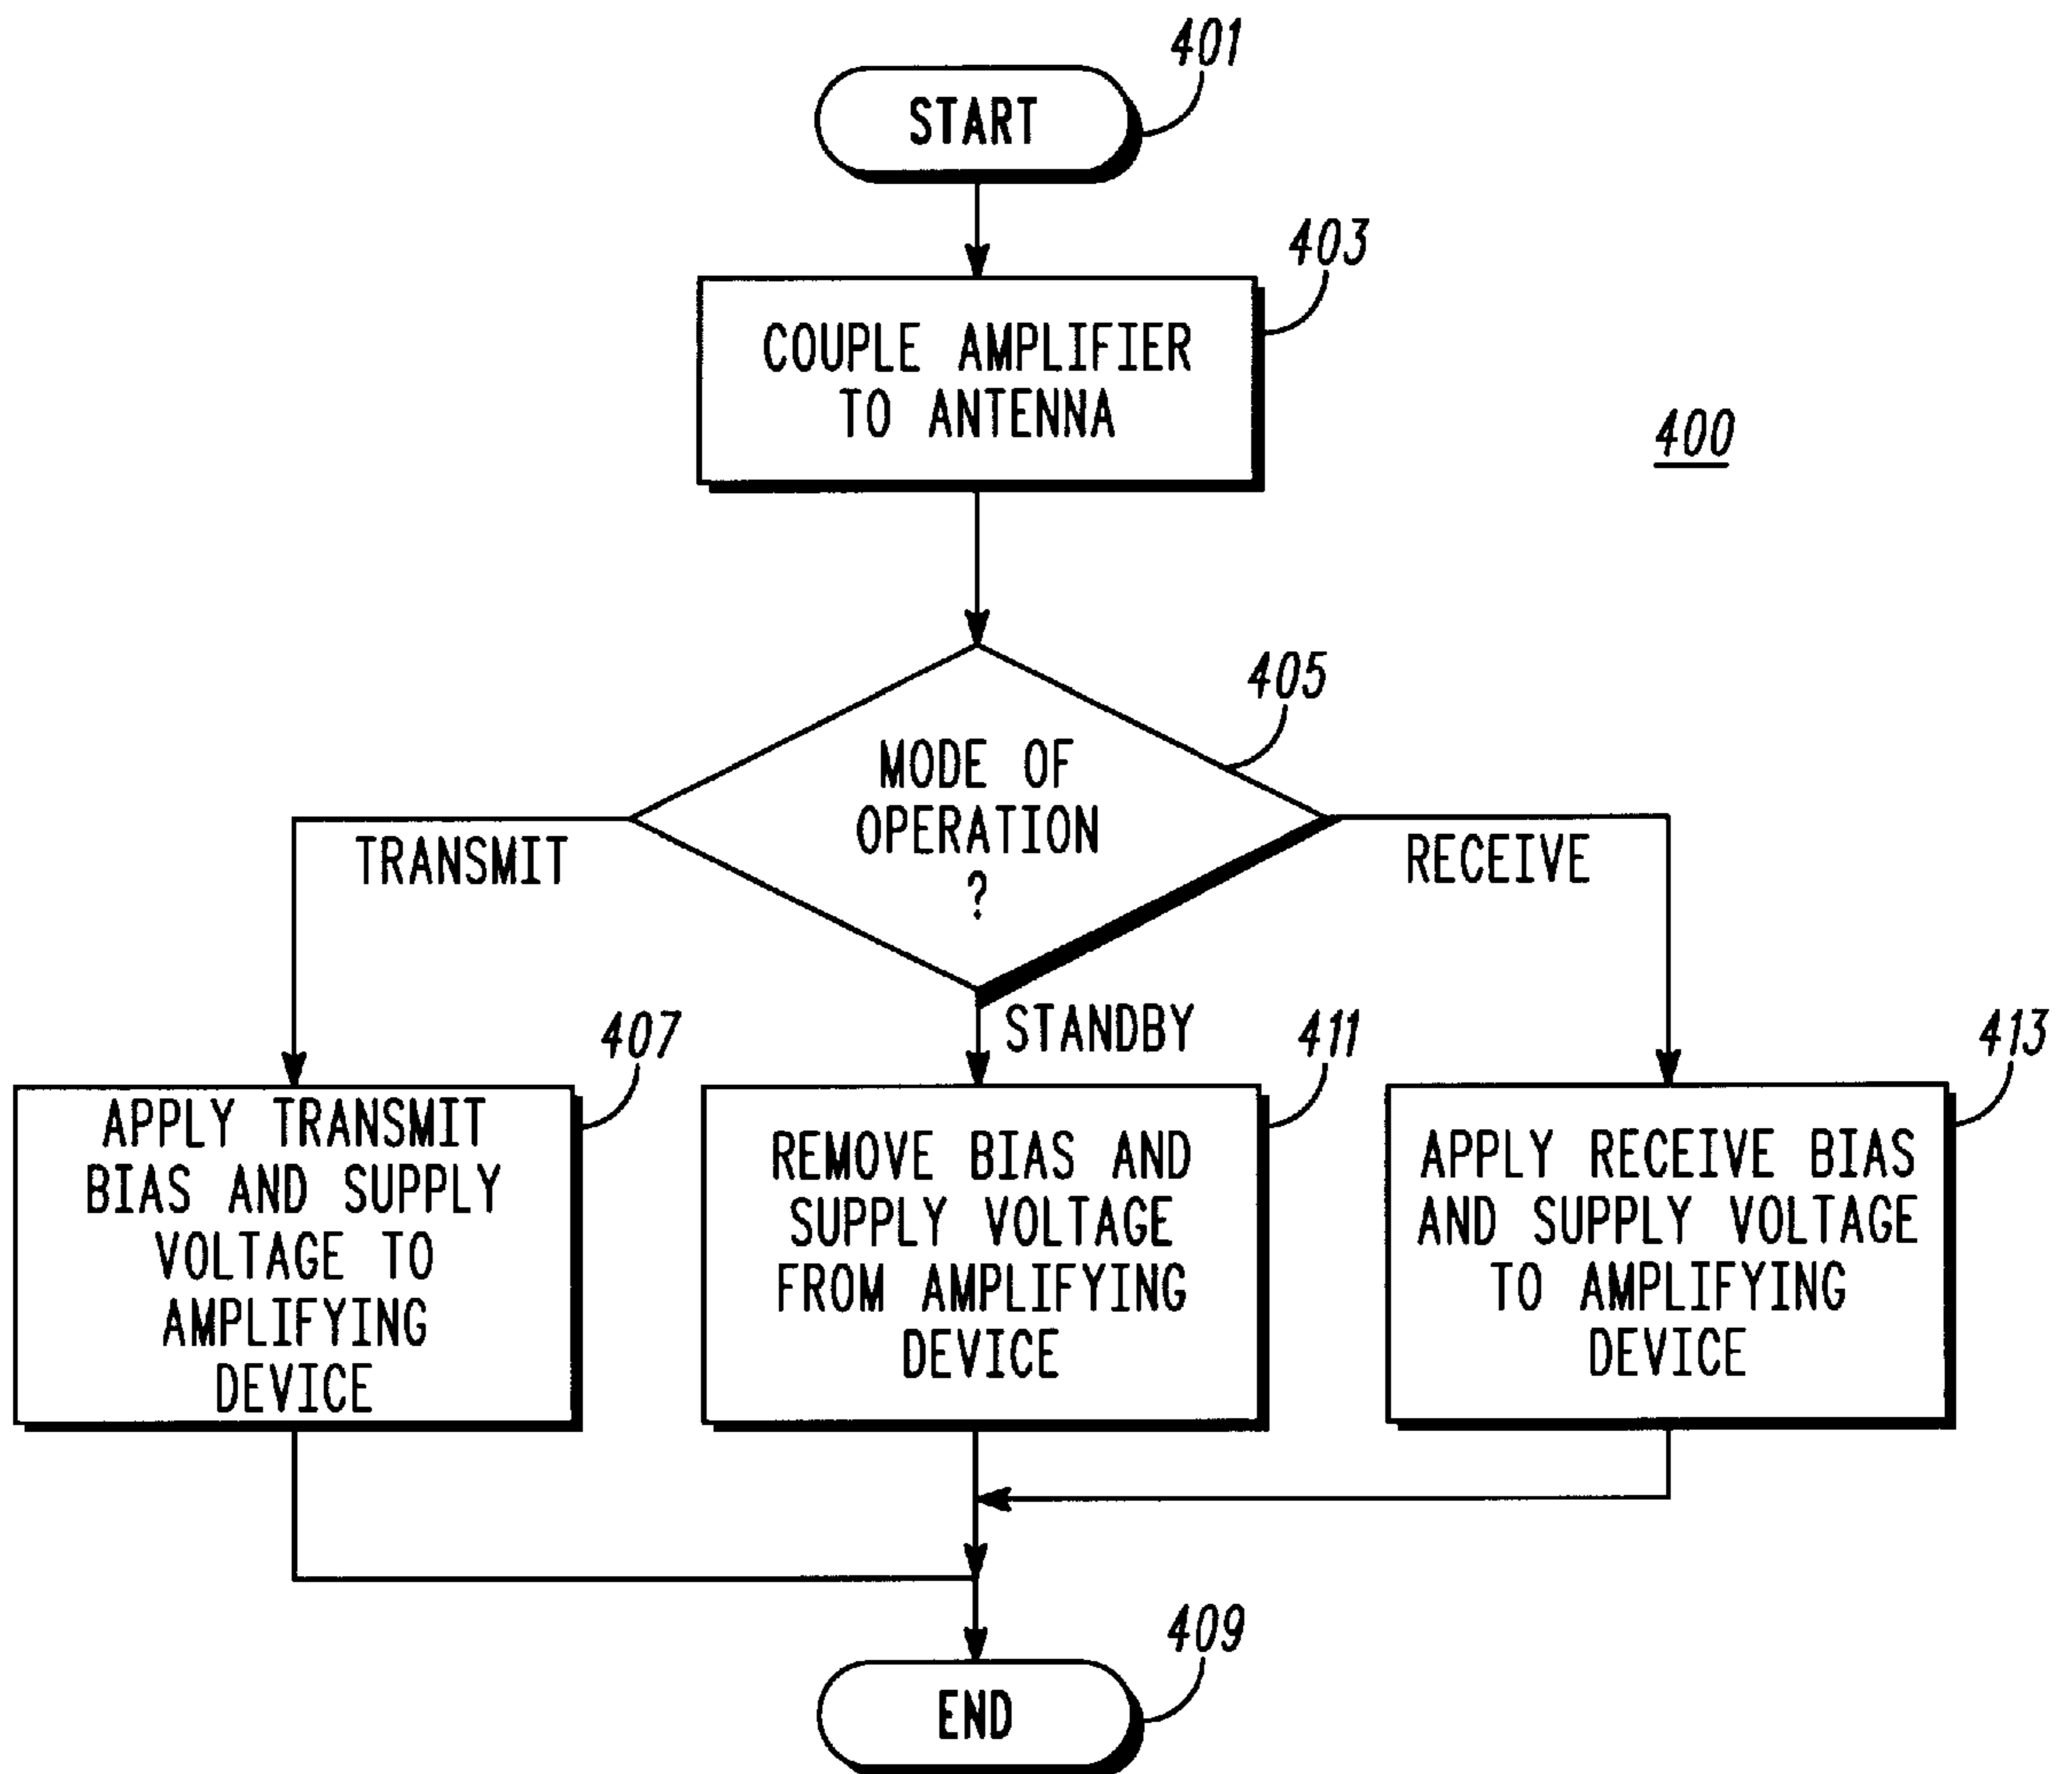 401
START
403
COUPLE AMPLIFIER
TO ANTENNA
400
405
MODE OF
OPERATION
?
TRANSMIT
RECEIVE
STANDBY
407
411
413
APPLY TRANSMIT
BIAS AND SUPPLY
VOLTAGE TO
AMPLIFYING
DEVICE
REMOVE BIAS AND
SUPPLY VOLTAGE
FROM AMPLIFYING
DEVICE
APPLY RECEIVE BIAS
AND SUPPLY VOLTAGE
TO AMPLIFYING
DEVICE
409
END